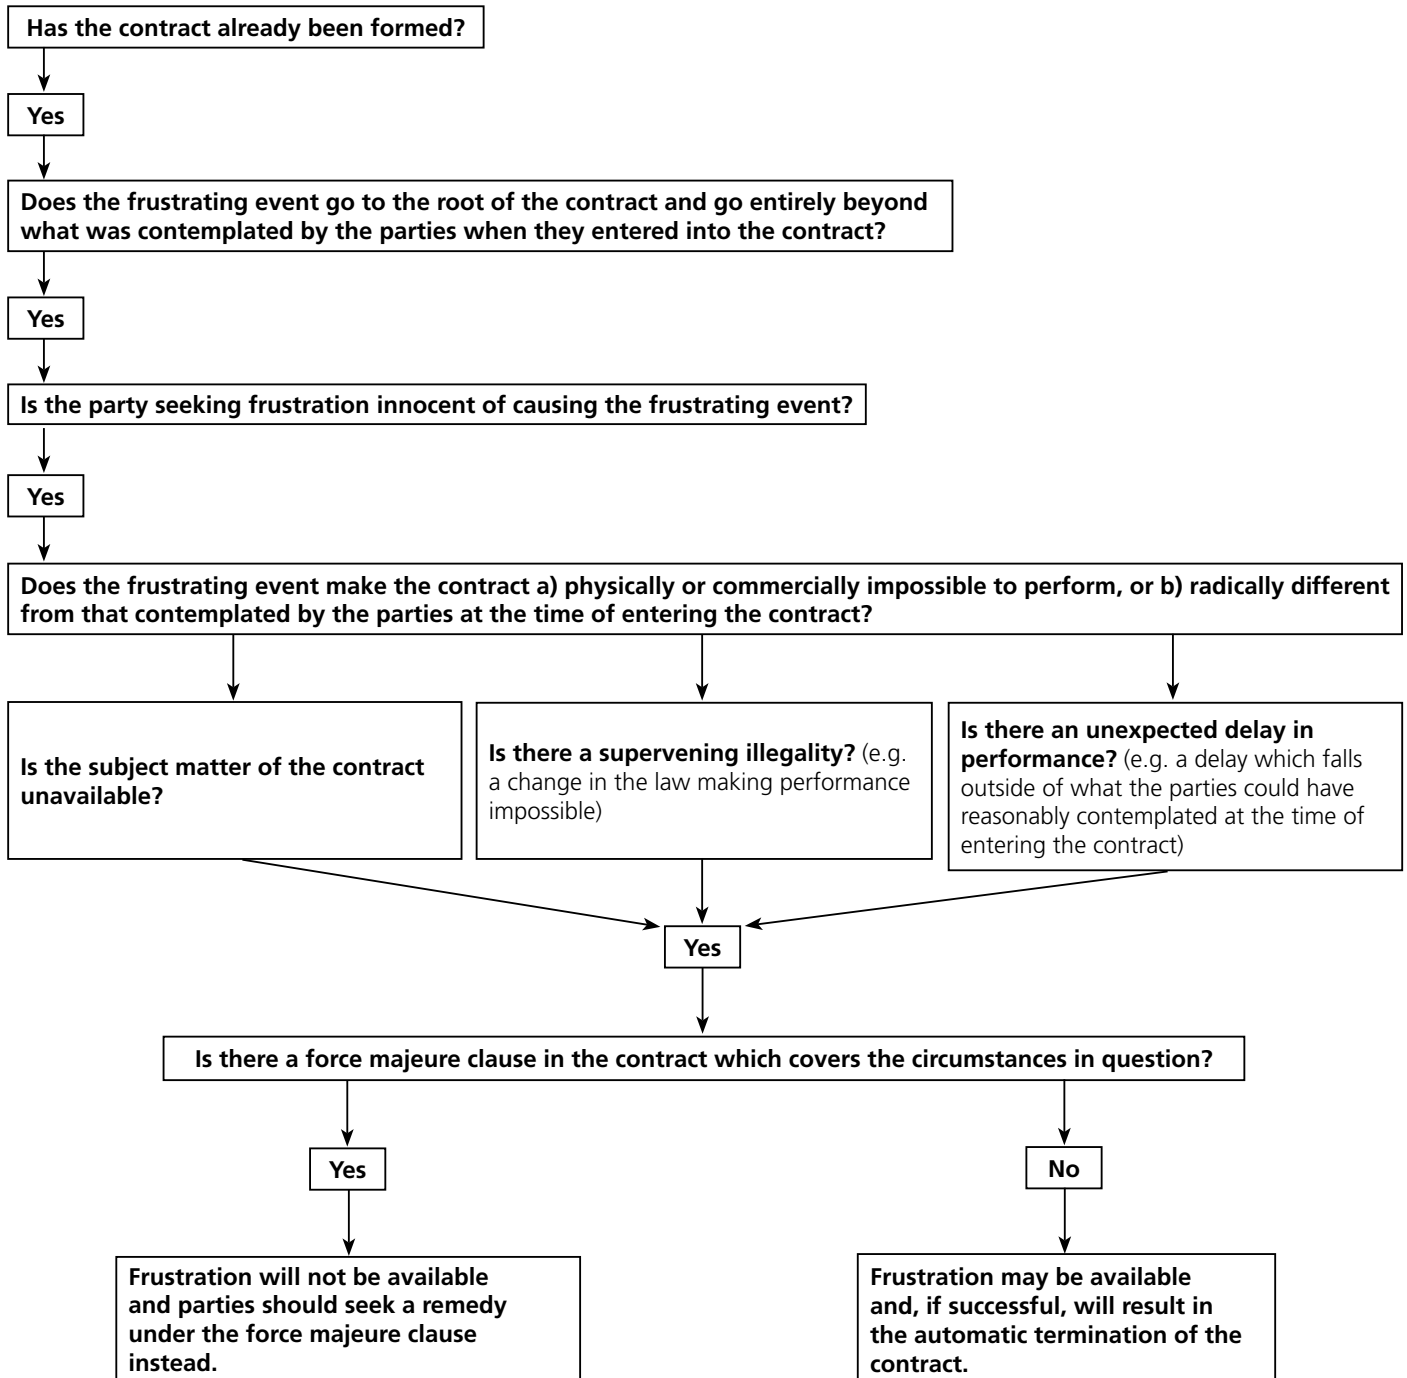 Has the contract already been formed?
Yes
Does the frustrating event go to the root of the contract and go entirely beyond
what was contemplated by the parties when they entered into the contract?
Yes
Is the party seeking frustration innocent of causing the frustrating event?
Yes
Does the frustrating event make the contract a) physically or commercially impossible to perform, or b) radically different
from that contemplated by the parties at the time of entering the contract?
Is the subject matter of the contract
unavailable?
Is there a supervening illegality? (e.g.
a change in the law making performance
impossible)
Is there an unexpected delay in
performance? (e.g. a delay which falls
outside of what the parties could have
reasonably contemplated at the time of
entering the contract)
Yes
Is there a force majeure clause in the contract which covers the circumstances in question?
Yes
No
Frustration will not be available
and parties should seek a remedy
under the force majeure clause
instead.
Frustration may be available
and, if successful, will result in
the automatic termination of the
contract.